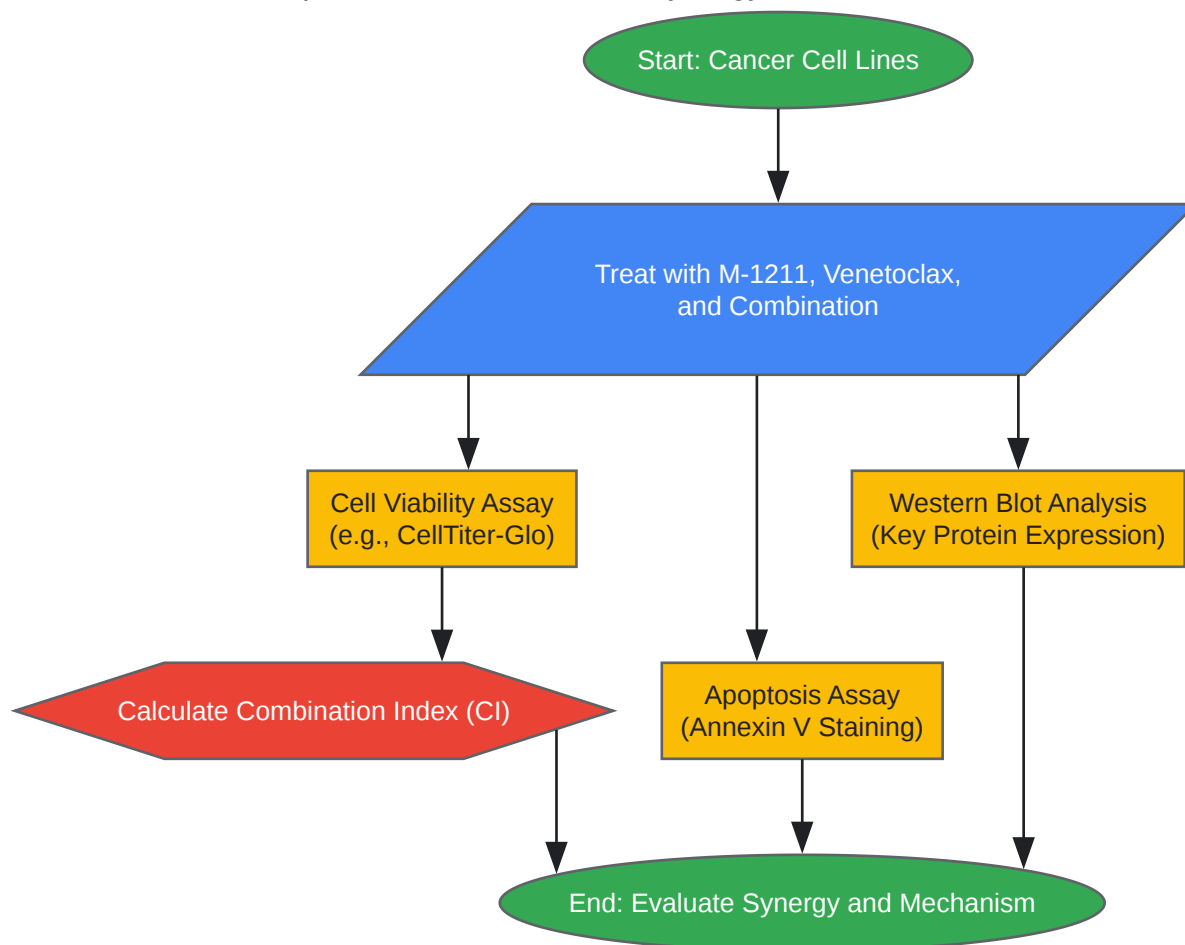 Start: Cancer Cell Lines
Treat with M-1211, Venetoclax,
and Combination
Cell Viability Assay
(e.g., CellTiter-Glo)
Western Blot Analysis
(Key Protein Expression)
Calculate Combination Index (CI)
Apoptosis Assay
(Annexin V Staining)
End: Evaluate Synergy and Mechanism